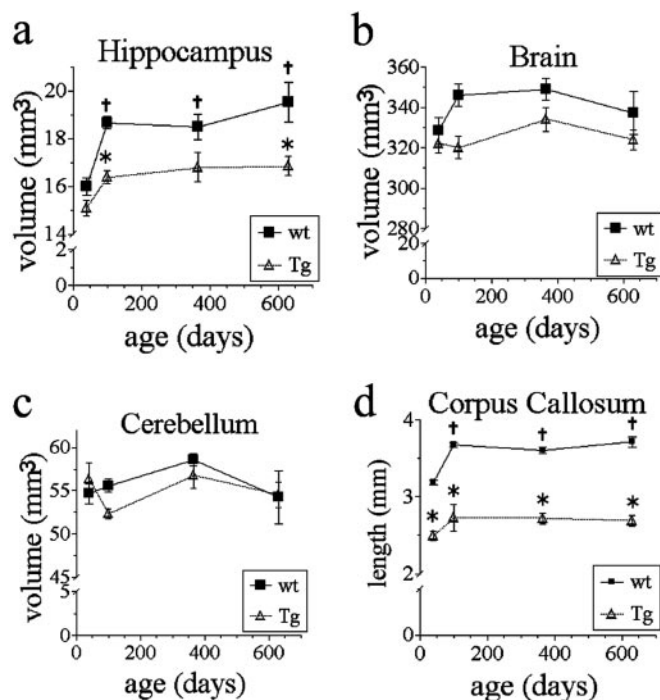 a
Hippocampus
volume (mm³)
20
18
16
14
2
0
† † †
* *
wt
Tg
0 200 400 600
age (days)
b
Brain
volume (mm³)
360
340
320
300
280
20
0
wt
Tg
0 200 400 600
age (days)
c
Cerebellum
volume (mm³)
60
55
50
45
5
0
wt
Tg
0 200 400 600
age (days)
d
Corpus Callosum
length (mm)
4
3
2
0
† † †
* * * *
wt
Tg
0 200 400 600
age (days)